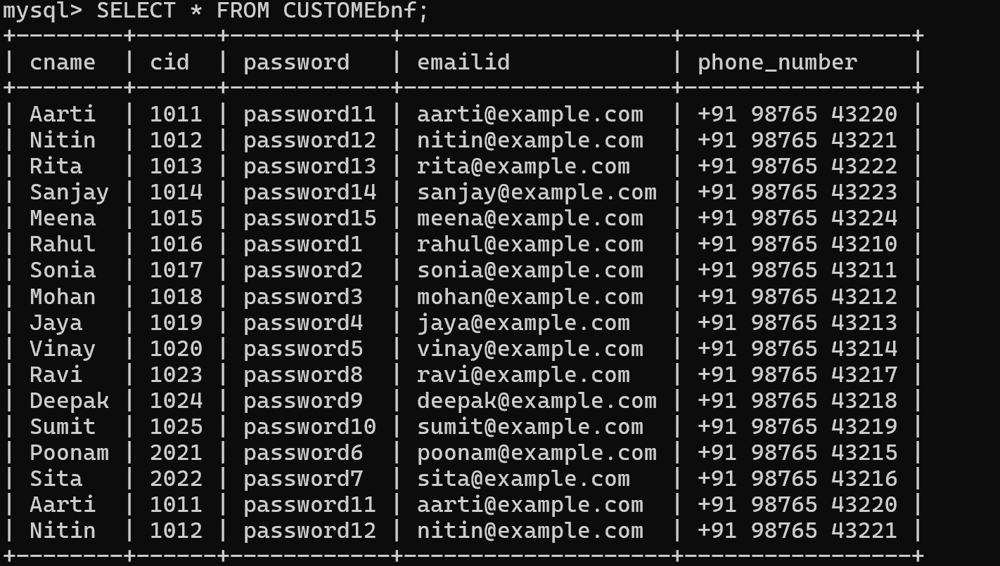 mysql> SELECT * FROM CUSTOMEbnf;
+--------+------+------------+--------------------+-----------------+
| cname  | cid  | password   | emailid            | phone_number    |
+--------+------+------------+--------------------+-----------------+
| Aarti  | 1011 | password11 | aarti@example.com  | +91 98765 43220 |
| Nitin  | 1012 | password12 | nitin@example.com  | +91 98765 43221 |
| Rita   | 1013 | password13 | rita@example.com   | +91 98765 43222 |
| Sanjay | 1014 | password14 | sanjay@example.com | +91 98765 43223 |
| Meena  | 1015 | password15 | meena@example.com  | +91 98765 43224 |
| Rahul  | 1016 | password1  | rahul@example.com  | +91 98765 43210 |
| Sonia  | 1017 | password2  | sonia@example.com  | +91 98765 43211 |
| Mohan  | 1018 | password3  | mohan@example.com  | +91 98765 43212 |
| Jaya   | 1019 | password4  | jaya@example.com   | +91 98765 43213 |
| Vinay  | 1020 | password5  | vinay@example.com  | +91 98765 43214 |
| Ravi   | 1023 | password8  | ravi@example.com   | +91 98765 43217 |
| Deepak | 1024 | password9  | deepak@example.com | +91 98765 43218 |
| Sumit  | 1025 | password10 | sumit@example.com  | +91 98765 43219 |
| Poonam | 2021 | password6  | poonam@example.com | +91 98765 43215 |
| Sita   | 2022 | password7  | sita@example.com   | +91 98765 43216 |
| Aarti  | 1011 | password11 | aarti@example.com  | +91 98765 43220 |
| Nitin  | 1012 | password12 | nitin@example.com  | +91 98765 43221 |
+--------+------+------------+--------------------+-----------------+